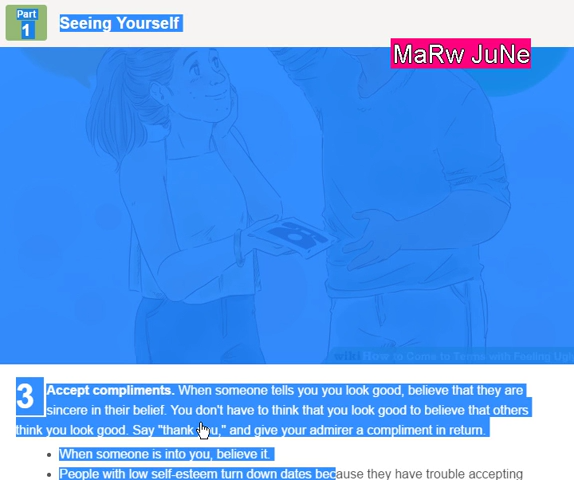 Part
1
Seeing Yourself
MaRw JuNe
wiki How to Come to Terms with Feeling Ugly
3 Accept compliments. When someone tells you you look good, believe that they are
sincere in their belief. You don't have to think that you look good to believe that others
think you look good. Say "thank you," and give your admirer a compliment in return.
• When someone is into you, believe it.
• People with low self-esteem turn down dates because they have trouble accepting